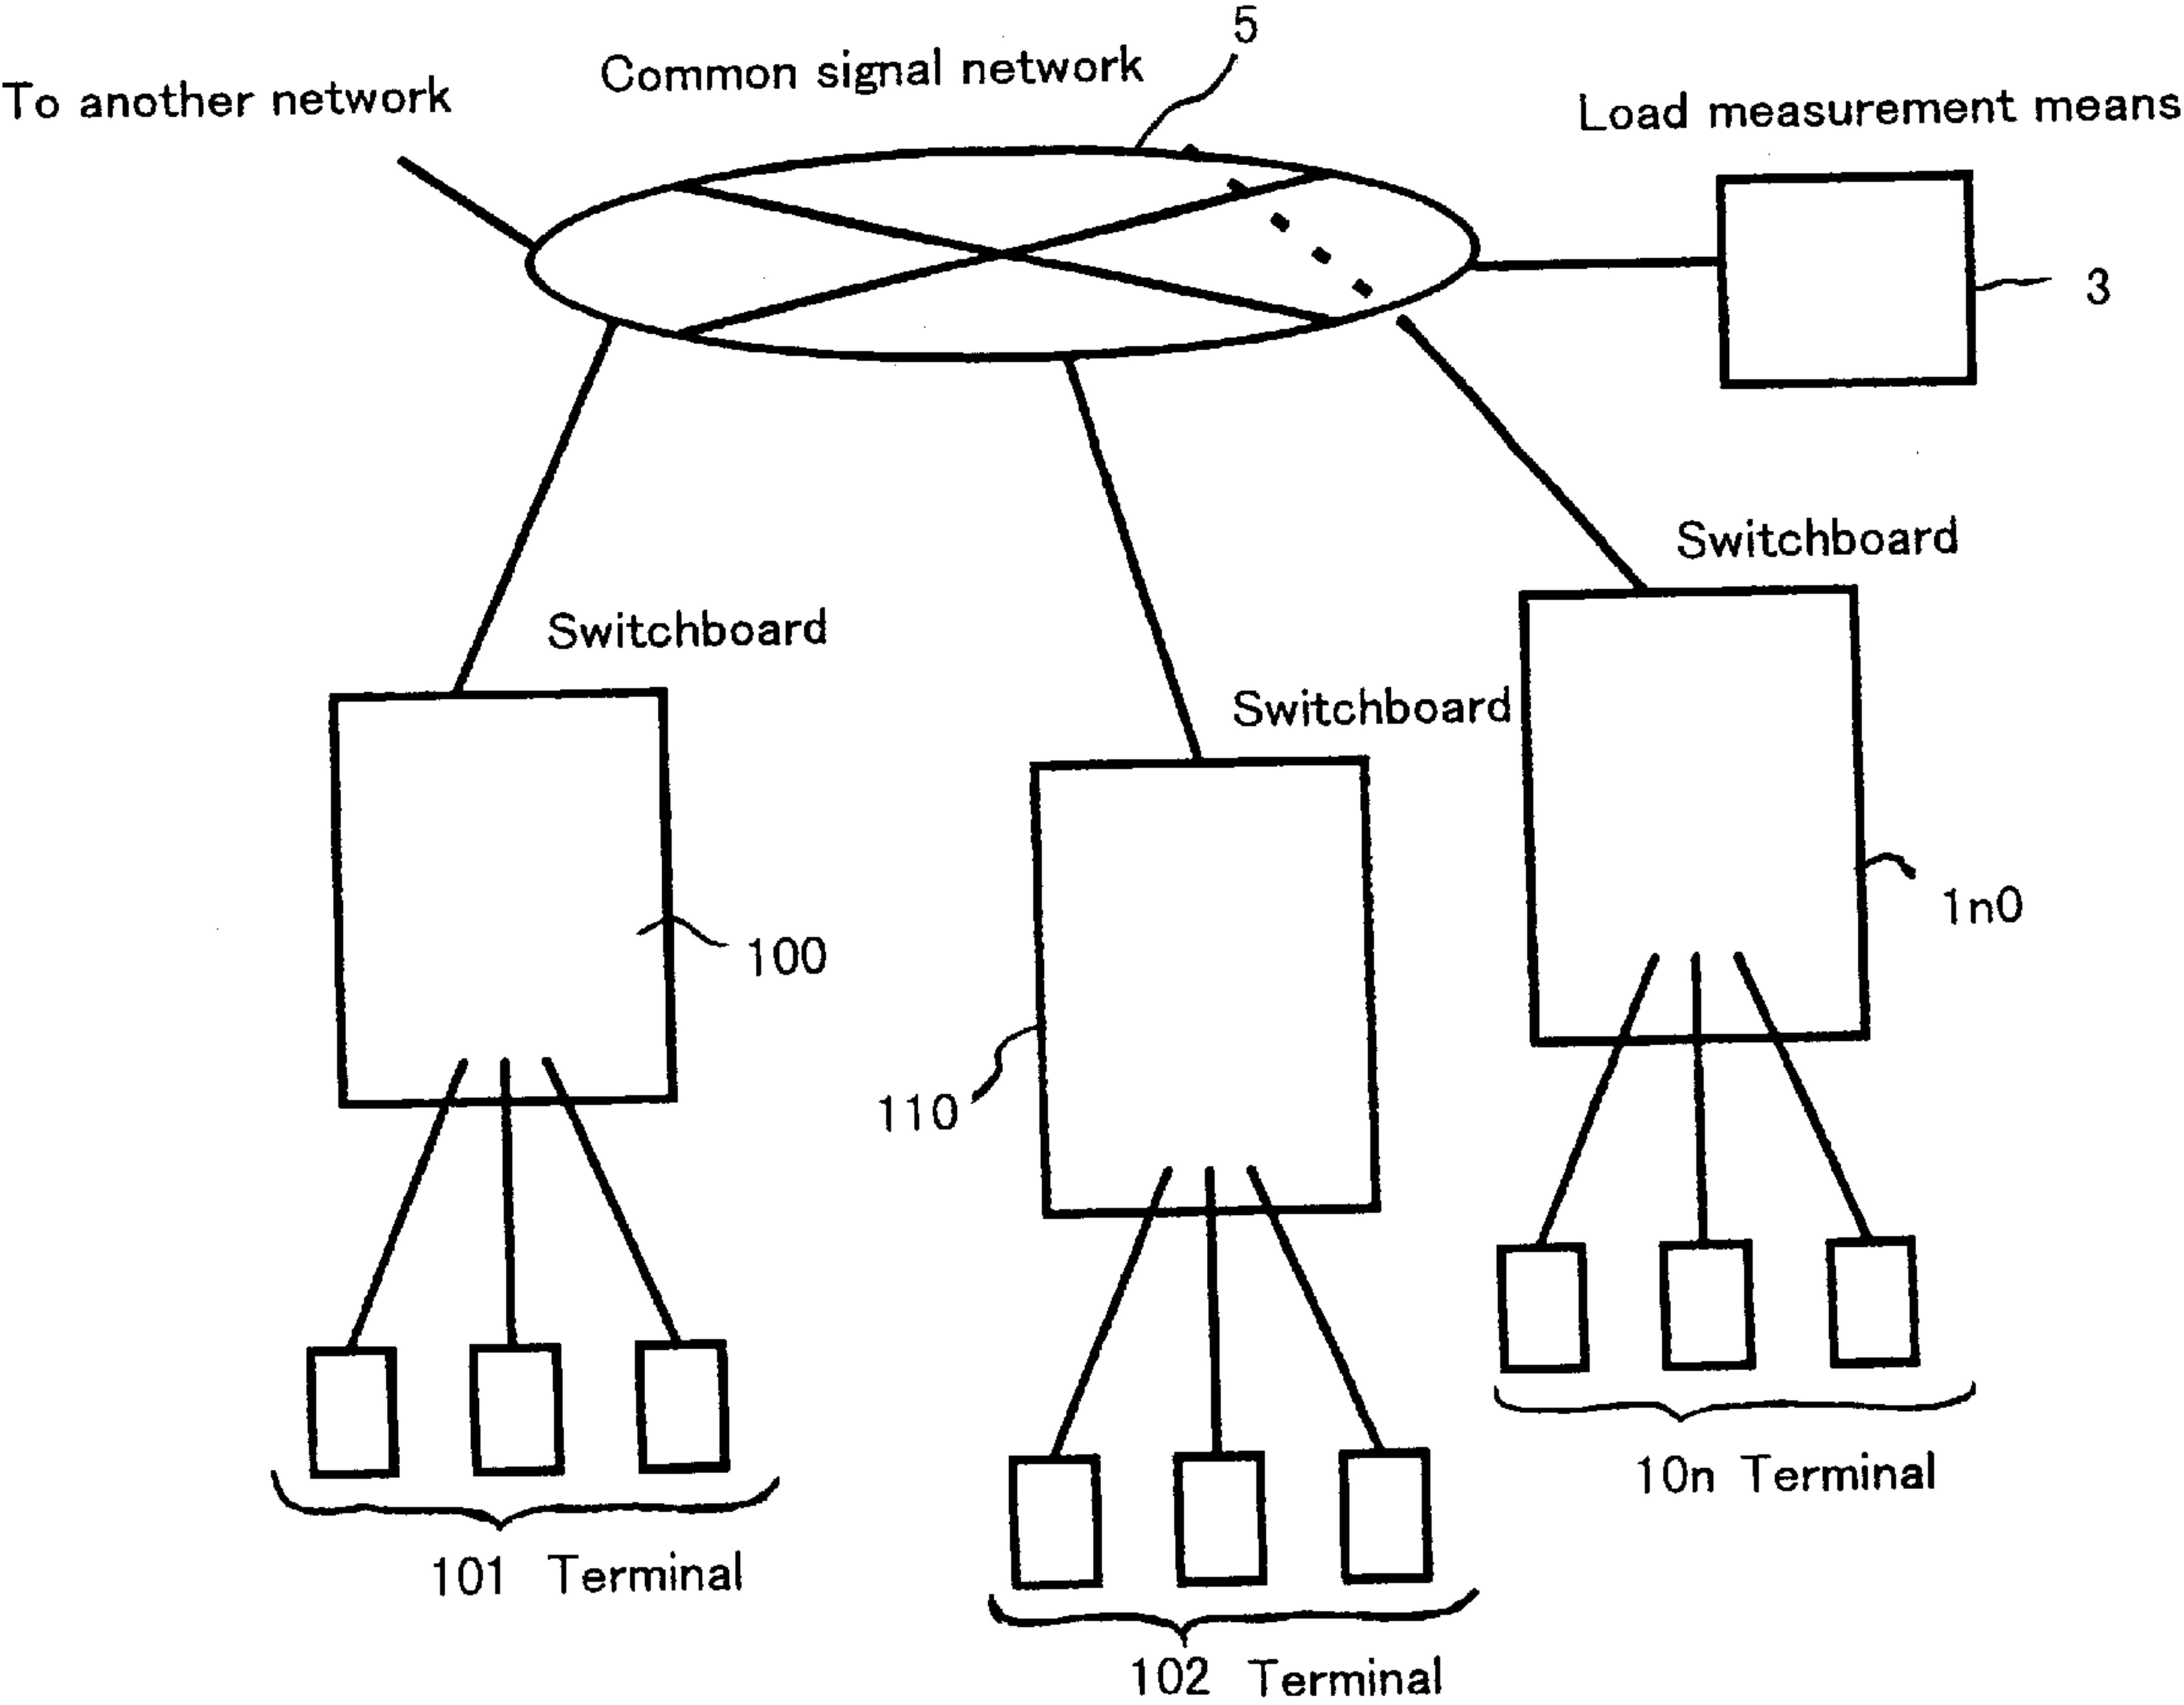 5
Common signal network
To another network
Load measurement means
3
Switchboard
Switchboard
Switchboard
1n0
100
110
10n Terminal
101 Terminal
102 Terminal